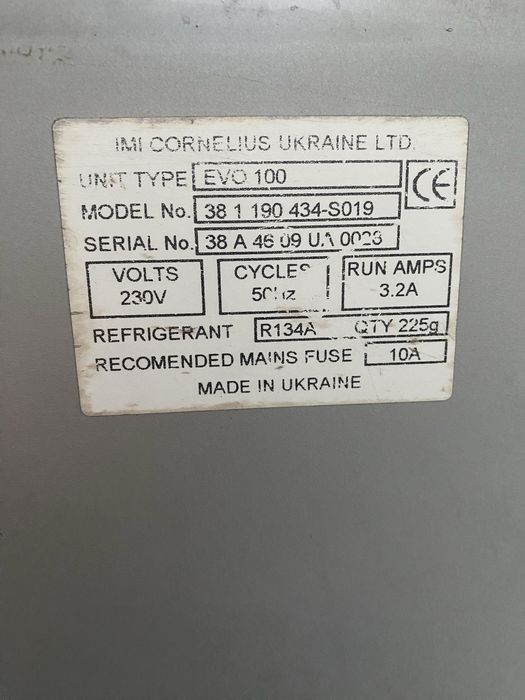 IMI CORNELIUS UKRAINE LTD.
UNIT TYPE EVO 100 CE
MODEL No. 38 1 190 434-S019
SERIAL No. 38 A 46 09 UA
VOLTS CYCLES RUN AMPS
230V 50Hz 3.2A
REFRIGERANT R134A QTY 225g
RECOMENDED MAINS FUSE 10A
MADE IN UKRAINE